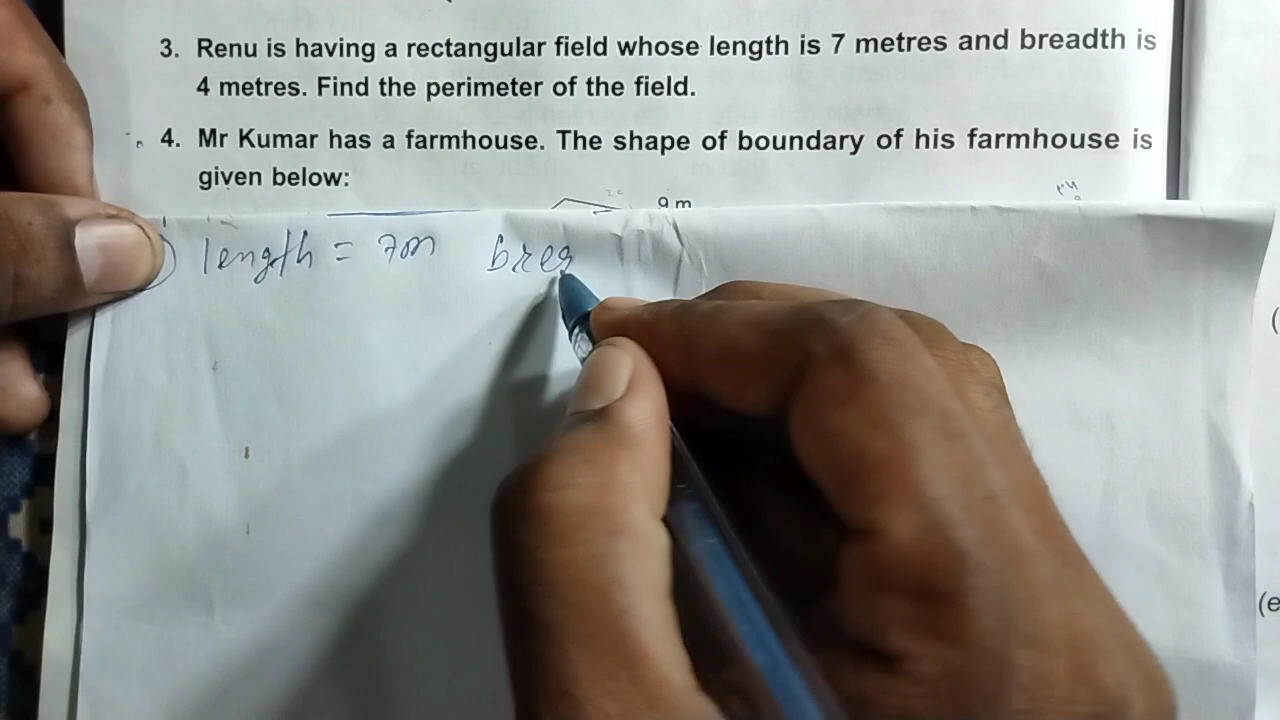 3. Renu is having a rectangular field whose length is 7 metres and breadth is
4 metres. Find the perimeter of the field.
4. Mr Kumar has a farmhouse. The shape of boundary of his farmhouse is
given below:
9 m
) length = 7m brea
(
(e